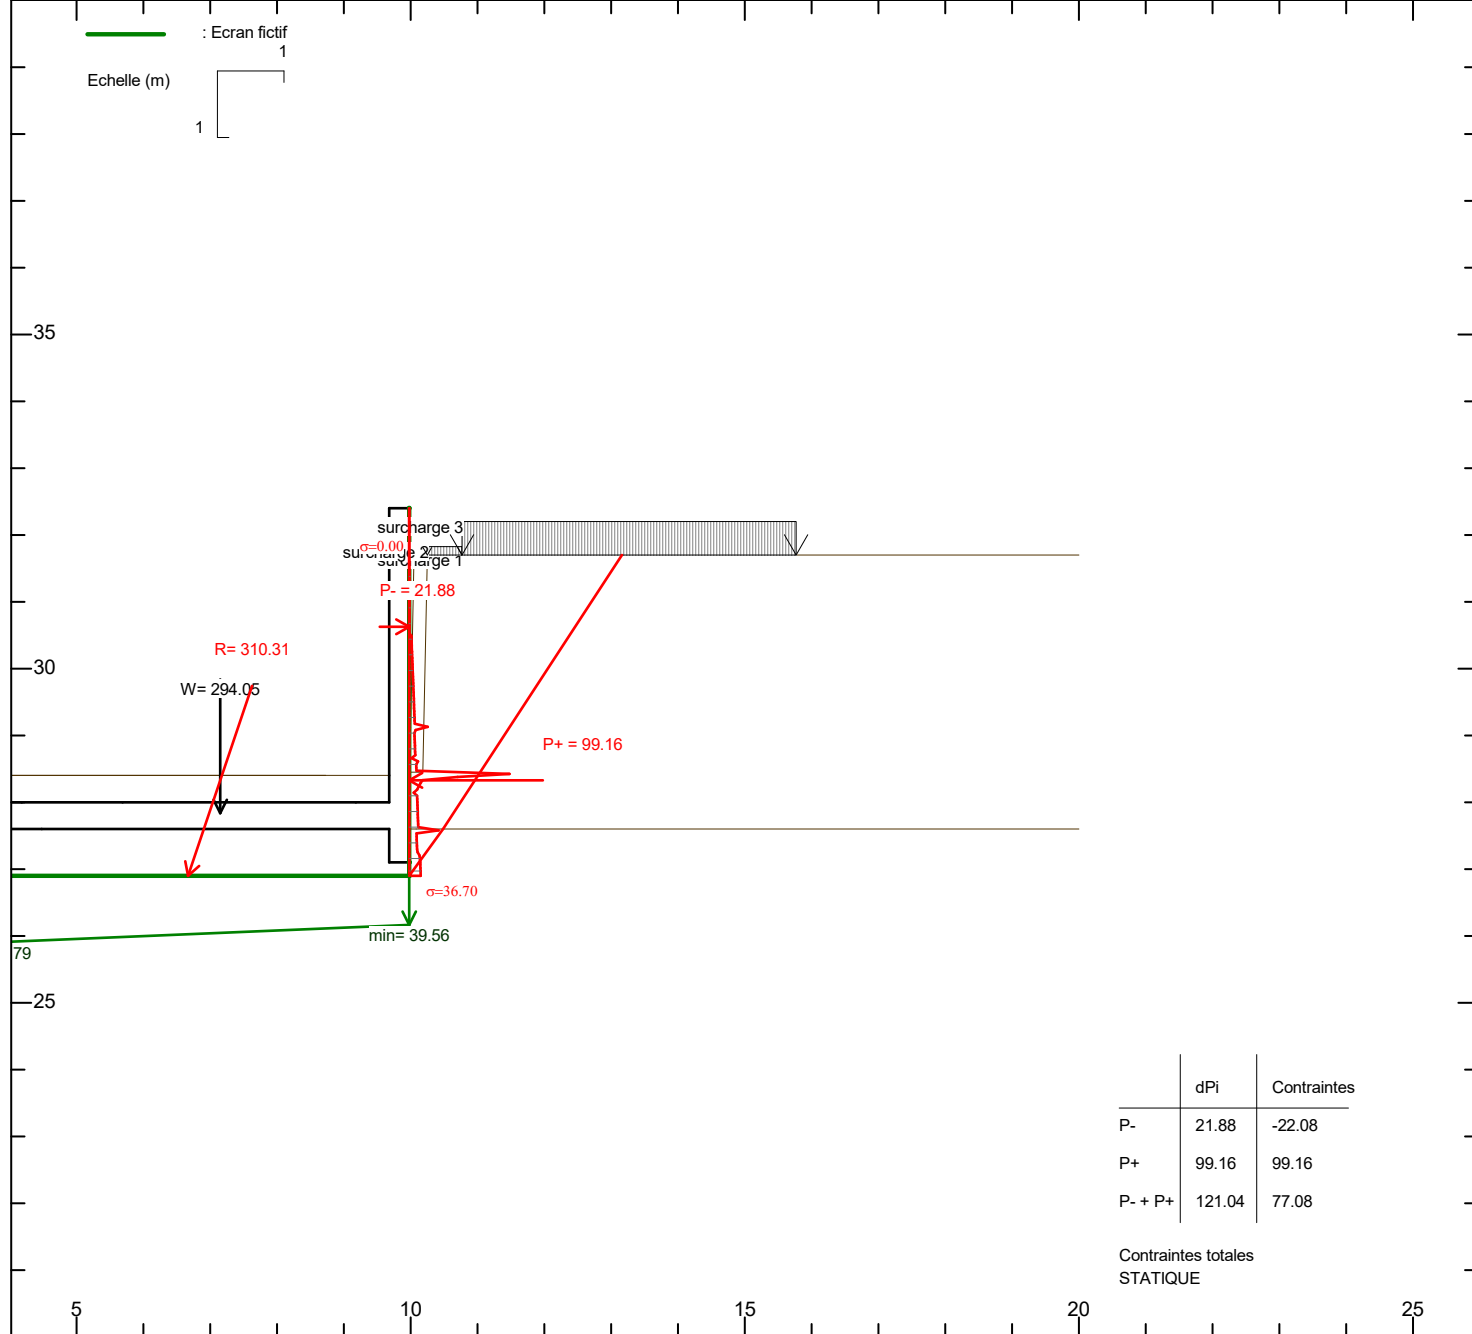 : Ecran fictif
1
Echelle (m)
1
35
surcharge 3
σ=0.00
surcharge 2
surcharge 1
P- = 21.88
R= 310.31
30
W= 294.05
P+ = 99.16
σ=36.70
min= 39.56
79
25
dPi Contraintes
P- 21.88 -22.08
P+ 99.16 99.16
P- + P+ 121.04 77.08
Contraintes totales
STATIQUE
5 10 15 20 25